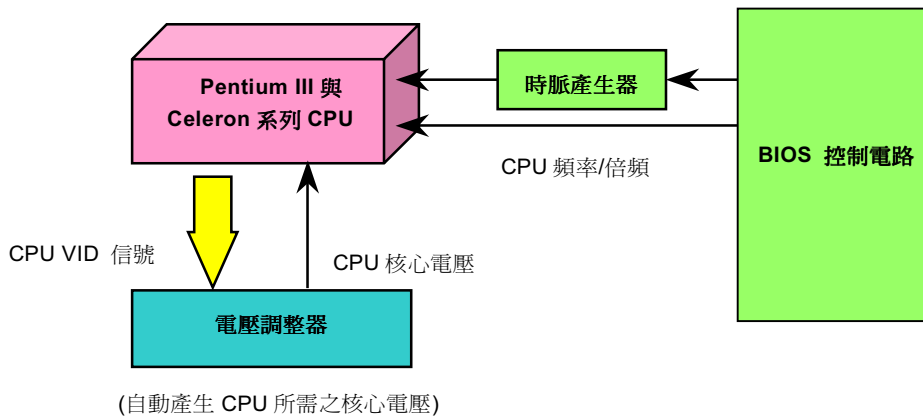 Pentium III 與
Celeron 系列 CPU
時脈產生器
BIOS 控制電路
CPU 頻率/倍頻
CPU VID 信號
CPU 核心電壓
電壓調整器
(自動產生 CPU 所需之核心電壓)